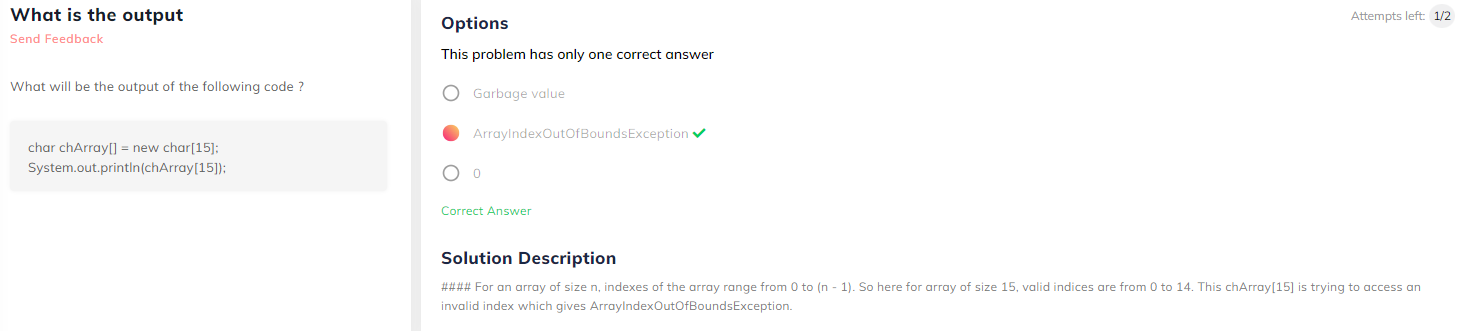 What is the output
Send Feedback
What will be the output of the following code ?
char chArray[] = new char[15];
System.out.println(chArray[15]);
Options
Attempts left: 1/2
This problem has only one correct answer
Garbage value
ArrayIndexOutOfBoundsException
0
Correct Answer
Solution Description
#### For an array of size n, indexes of the array range from 0 to (n - 1). So here for array of size 15, valid indices are from 0 to 14. This chArray[15] is trying to access an
invalid index which gives ArrayIndexOutOfBoundsException.